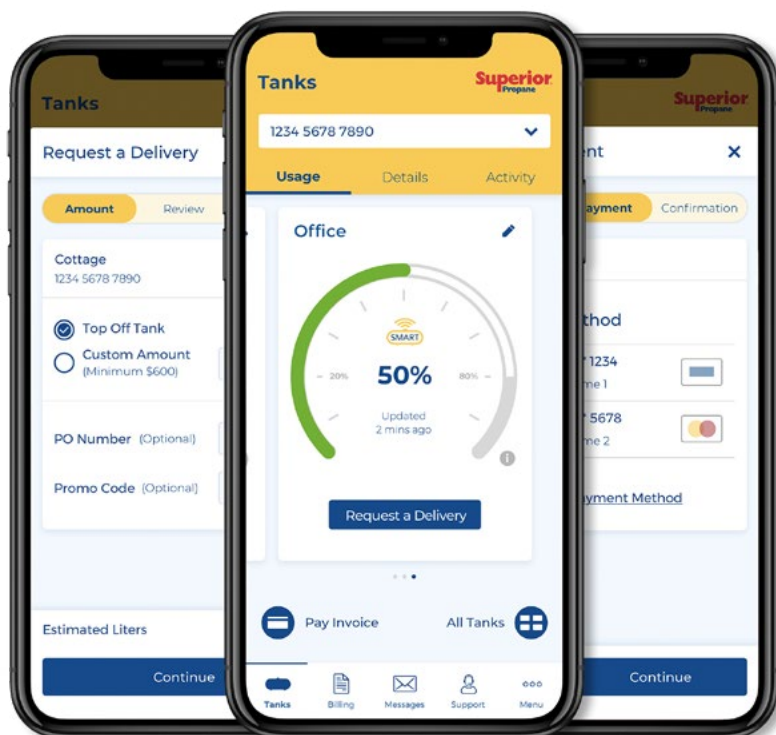 Tanks
Request a Delivery
Amount
Review
Cottage
1234 5678 7890
Top Off Tank
Custom Amount
(Minimum $600)
PO Number (Optional)
Promo Code (Optional)
Estimated Liters
Continue
Tanks
Superior
Propane
1234 5678 7890
Usage
Details
Activity
Office
SMART
20%
50%
80%
Updated
2 mins ago
i
Request a Delivery
Pay Invoice
All Tanks
Tanks
Billing
Messages
Support
Menu
Superior
Propane
nt
X
ayment
Confirmation
thod
1234
me 1
5678
me 2
yment Method
Continue